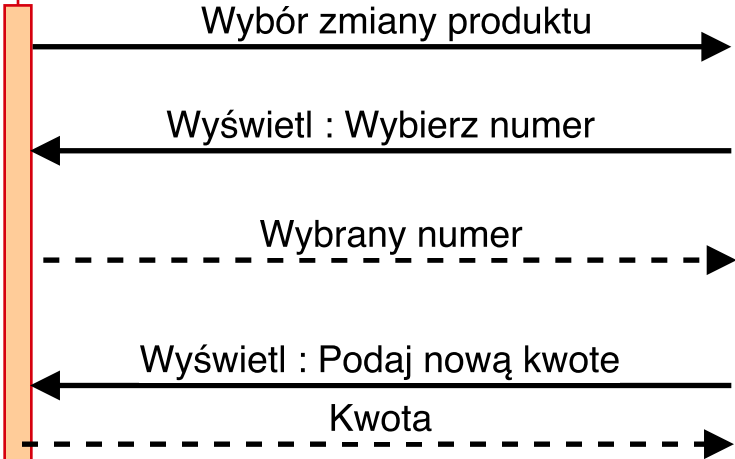 Wybór zmiany produktu
Wyświetl : Wybierz numer
Wybrany numer
Wyświetl : Podaj nową kwote
Kwota